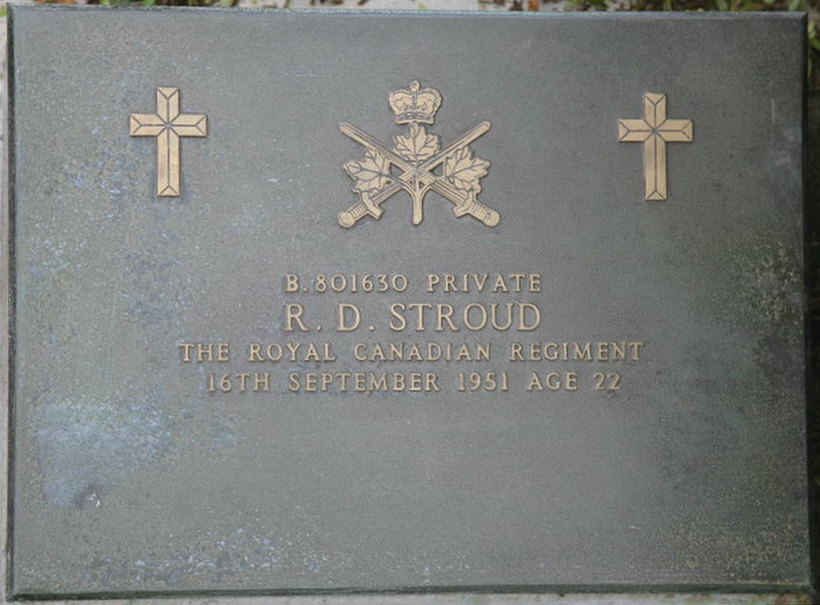 B.801630 PRIVATE
R. D. STROUD
THE ROYAL CANADIAN REGIMENT
16TH SEPTEMBER 1951 AGE 22